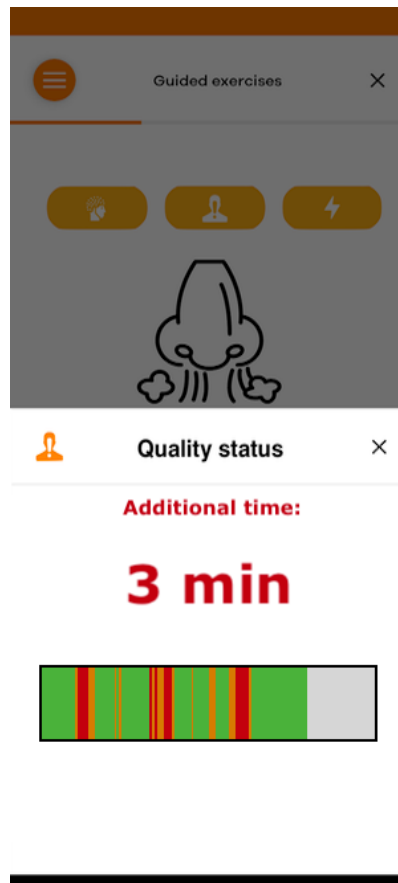 Guided exercises
Quality status
Additional time:
3 min